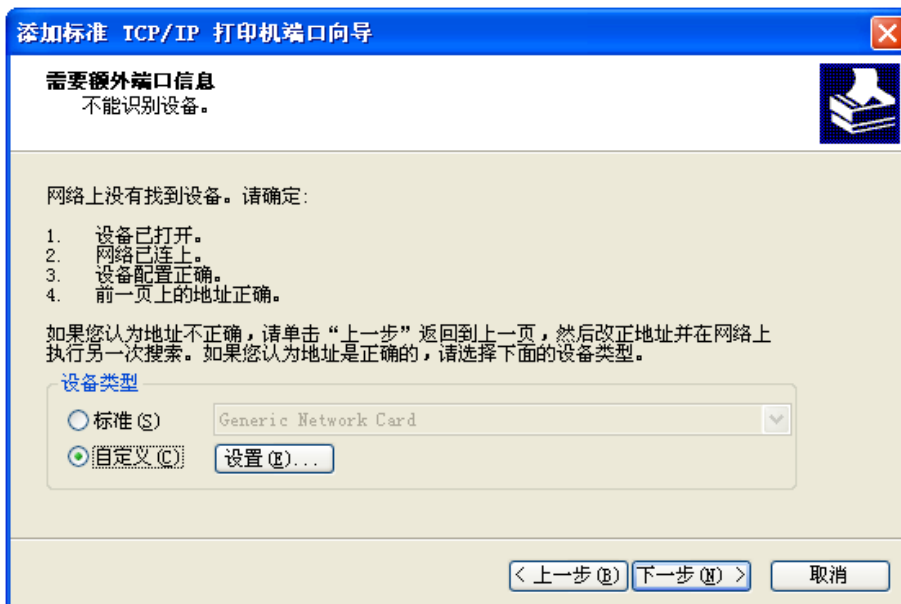 添加标准 TCP/IP 打印机端口向导
需要额外端口信息
不能识别设备。
网络上没有找到设备。请确定:
1. 设备已打开。
2. 网络已连上。
3. 设备配置正确。
4. 前一页上的地址正确。
如果您认为地址不正确，请单击“上一步”返回到上一页，然后改正地址并在网络上
执行另一次搜索。如果您认为地址是正确的，请选择下面的设备类型。
设备类型
标准(S) Generic Network Card
自定义(C) 设置(E)...
< 上一步(B) 下一步(N) > 取消